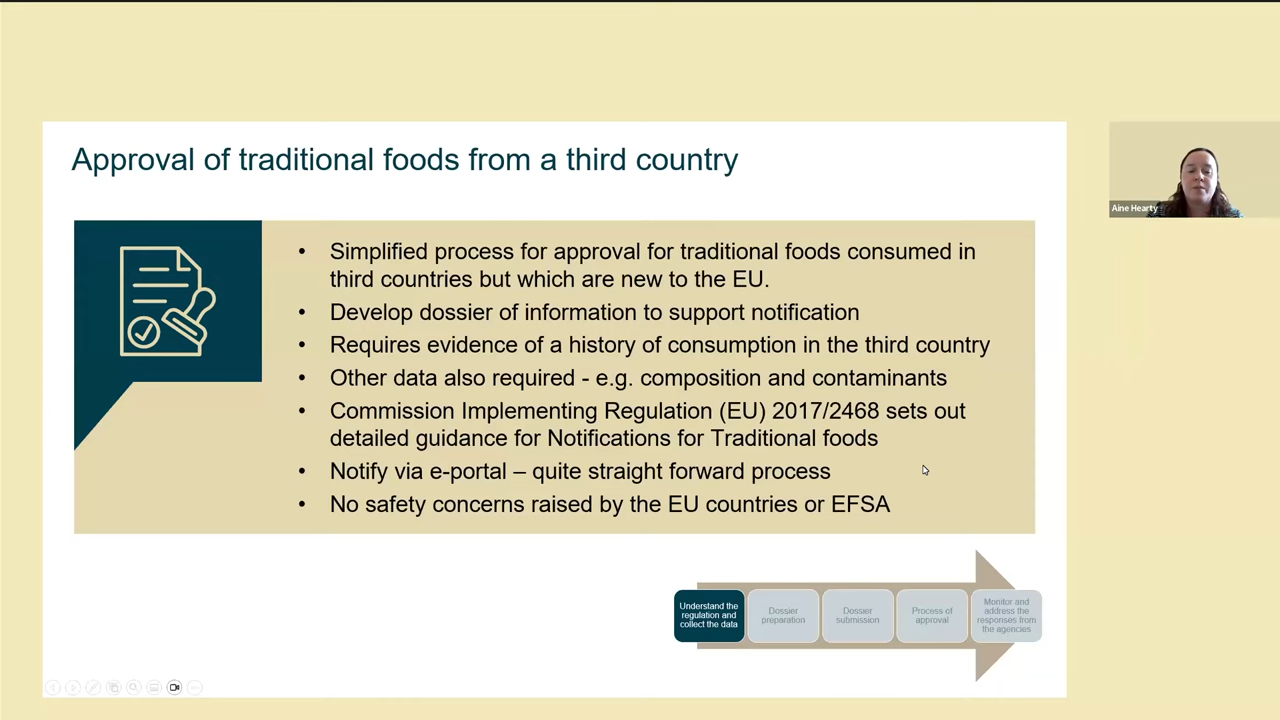 Approval of traditional foods from a third country
• Simplified process for approval for traditional foods consumed in
third countries but which are new to the EU.
• Develop dossier of information to support notification
• Requires evidence of a history of consumption in the third country
• Other data also required - e.g. composition and contaminants
• Commission Implementing Regulation (EU) 2017/2468 sets out
detailed guidance for Notifications for Traditional foods
• Notify via e-portal – quite straight forward process
• No safety concerns raised by the EU countries or EFSA
Understand the
regulation and
collect the data
Dossier
preparation
Dossier
submission
Process of
approval
Monitor and
address the
responses from
the agencies
Aine Hearty